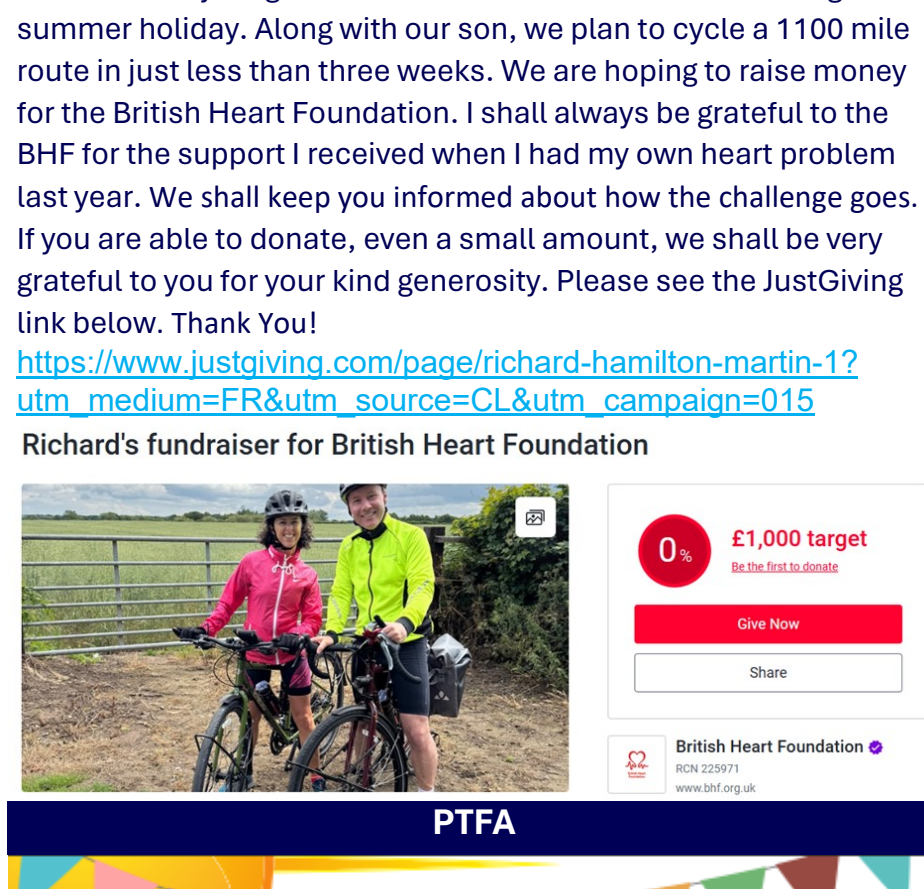 summer holiday. Along with our son, we plan to cycle a 1100 mile
route in just less than three weeks. We are hoping to raise money
for the British Heart Foundation. I shall always be grateful to the
BHF for the support I received when I had my own heart problem
last year. We shall keep you informed about how the challenge goes.
If you are able to donate, even a small amount, we shall be very
grateful to you for your kind generosity. Please see the JustGiving
link below. Thank You!
https://www.justgiving.com/page/richard-hamilton-martin-1?
utm_medium=FR&utm_source=CL&utm_campaign=015
Richard's fundraiser for British Heart Foundation
0%
£1,000 target
Be the first to donate
Give Now
Share
British Heart Foundation
RCN 225971
www.bhf.org.uk
PTFA